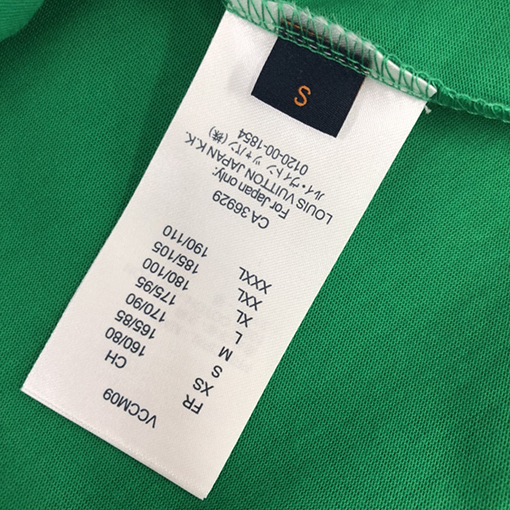 VCCM09
FR CH
XS 160/80
S 165/85
M 170/90
L 175/95
XL 180/100
XXL 185/105
XXXL 190/110
CA 36929
For Japan only:
LOUIS VUITTON JAPAN K.K.
ルイ・ヴィトン ジャパン (株)
0120-00-1854
S